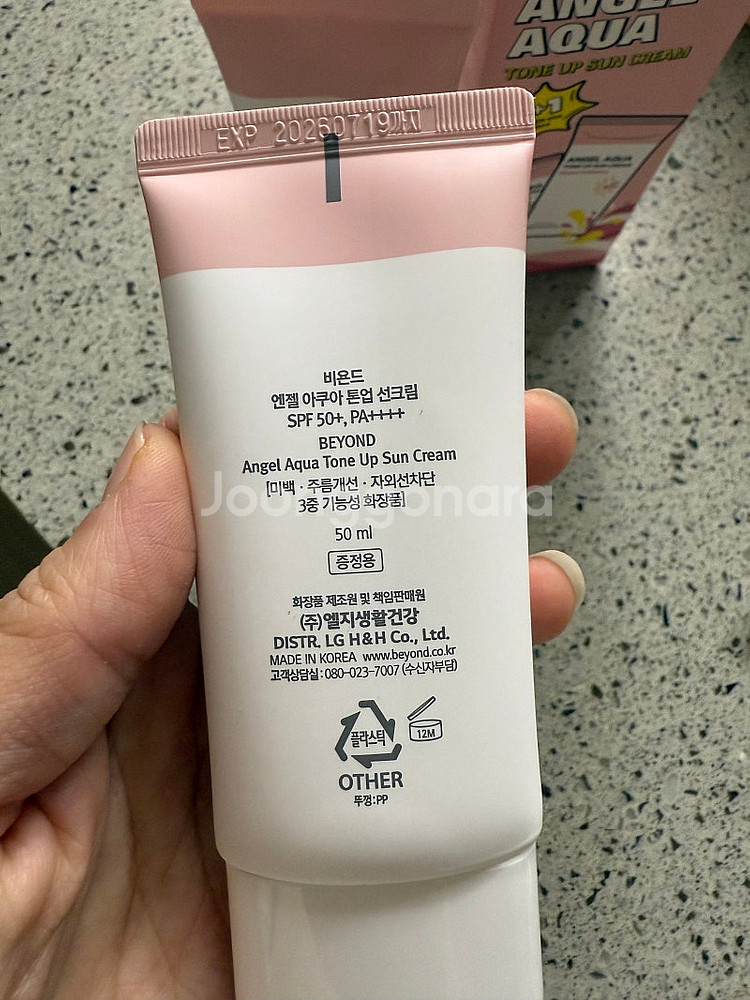 ANGEL
AQUA
TONE UP SUN CREAM
+1
ANGEL AQUA
EXP 20260719까지
비욘드
엔젤 아쿠아 톤업 선크림
SPF 50+, PA++++
BEYOND
Angel Aqua Tone Up Sun Cream
[미백 · 주름개선 · 자외선차단
3중 기능성 화장품]
Joonggonara
50 ml
증정용
화장품 제조원 및 책임판매원
(주)엘지생활건강
DISTR. LG H&H Co., Ltd.
MADE IN KOREA www.beyond.co.kr
고객상담실 : 080-023-7007 (수신자부담)
플라스틱
12M
OTHER
뚜껑:PP